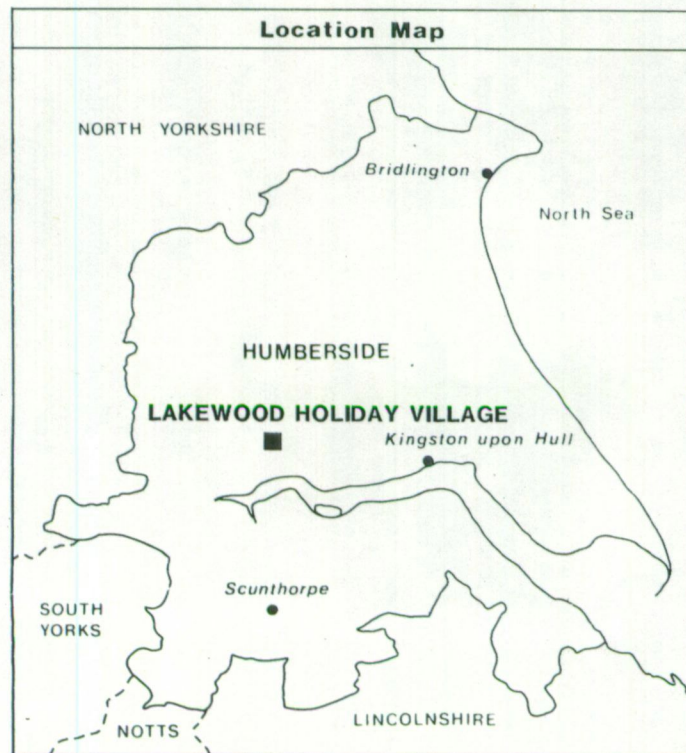 Location Map
NORTH YORKSHIRE
Bridlington
North Sea
HUMBERSIDE
LAKEWOOD HOLIDAY VILLAGE
Kingston upon Hull
Scunthorpe
SOUTH
YORKS
NOTTS
LINCOLNSHIRE